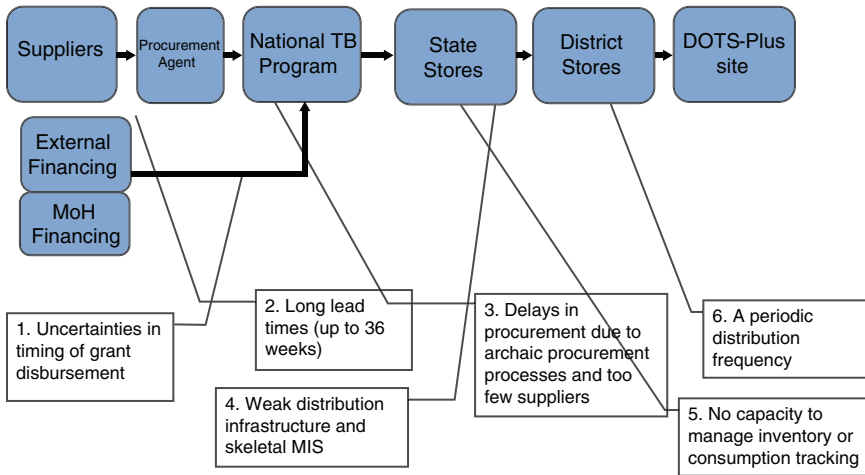 Suppliers
Procurement
Agent
National TB
Program
State
Stores
District
Stores
DOTS-Plus
site
External
Financing
MoH
Financing
1. Uncertainties in
timing of grant
disbursement
2. Long lead
times (up to 36
weeks)
3. Delays in
procurement due to
archaic procurement
processes and too
few suppliers
6. A periodic
distribution
frequency
4. Weak distribution
infrastructure and
skeletal MIS
5. No capacity to
manage inventory or
consumption tracking